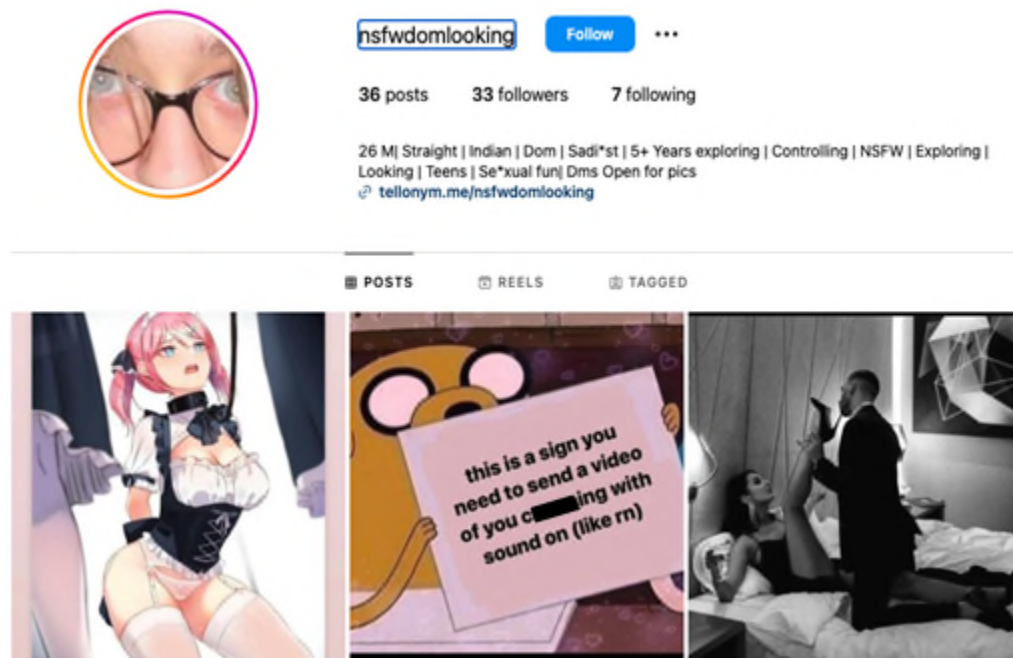 nsfwdomlooking Follow •••
36 posts 33 followers 7 following
26 M| Straight | Indian | Dom | Sadi*st | 5+ Years exploring | Controlling | NSFW | Exploring |
Looking | Teens | Se*xual fun| Dms Open for pics
tellonym.me/nsfwdomlooking
POSTS REELS TAGGED
this is a sign you
need to send a video
of you c ing with
sound on (like rn)